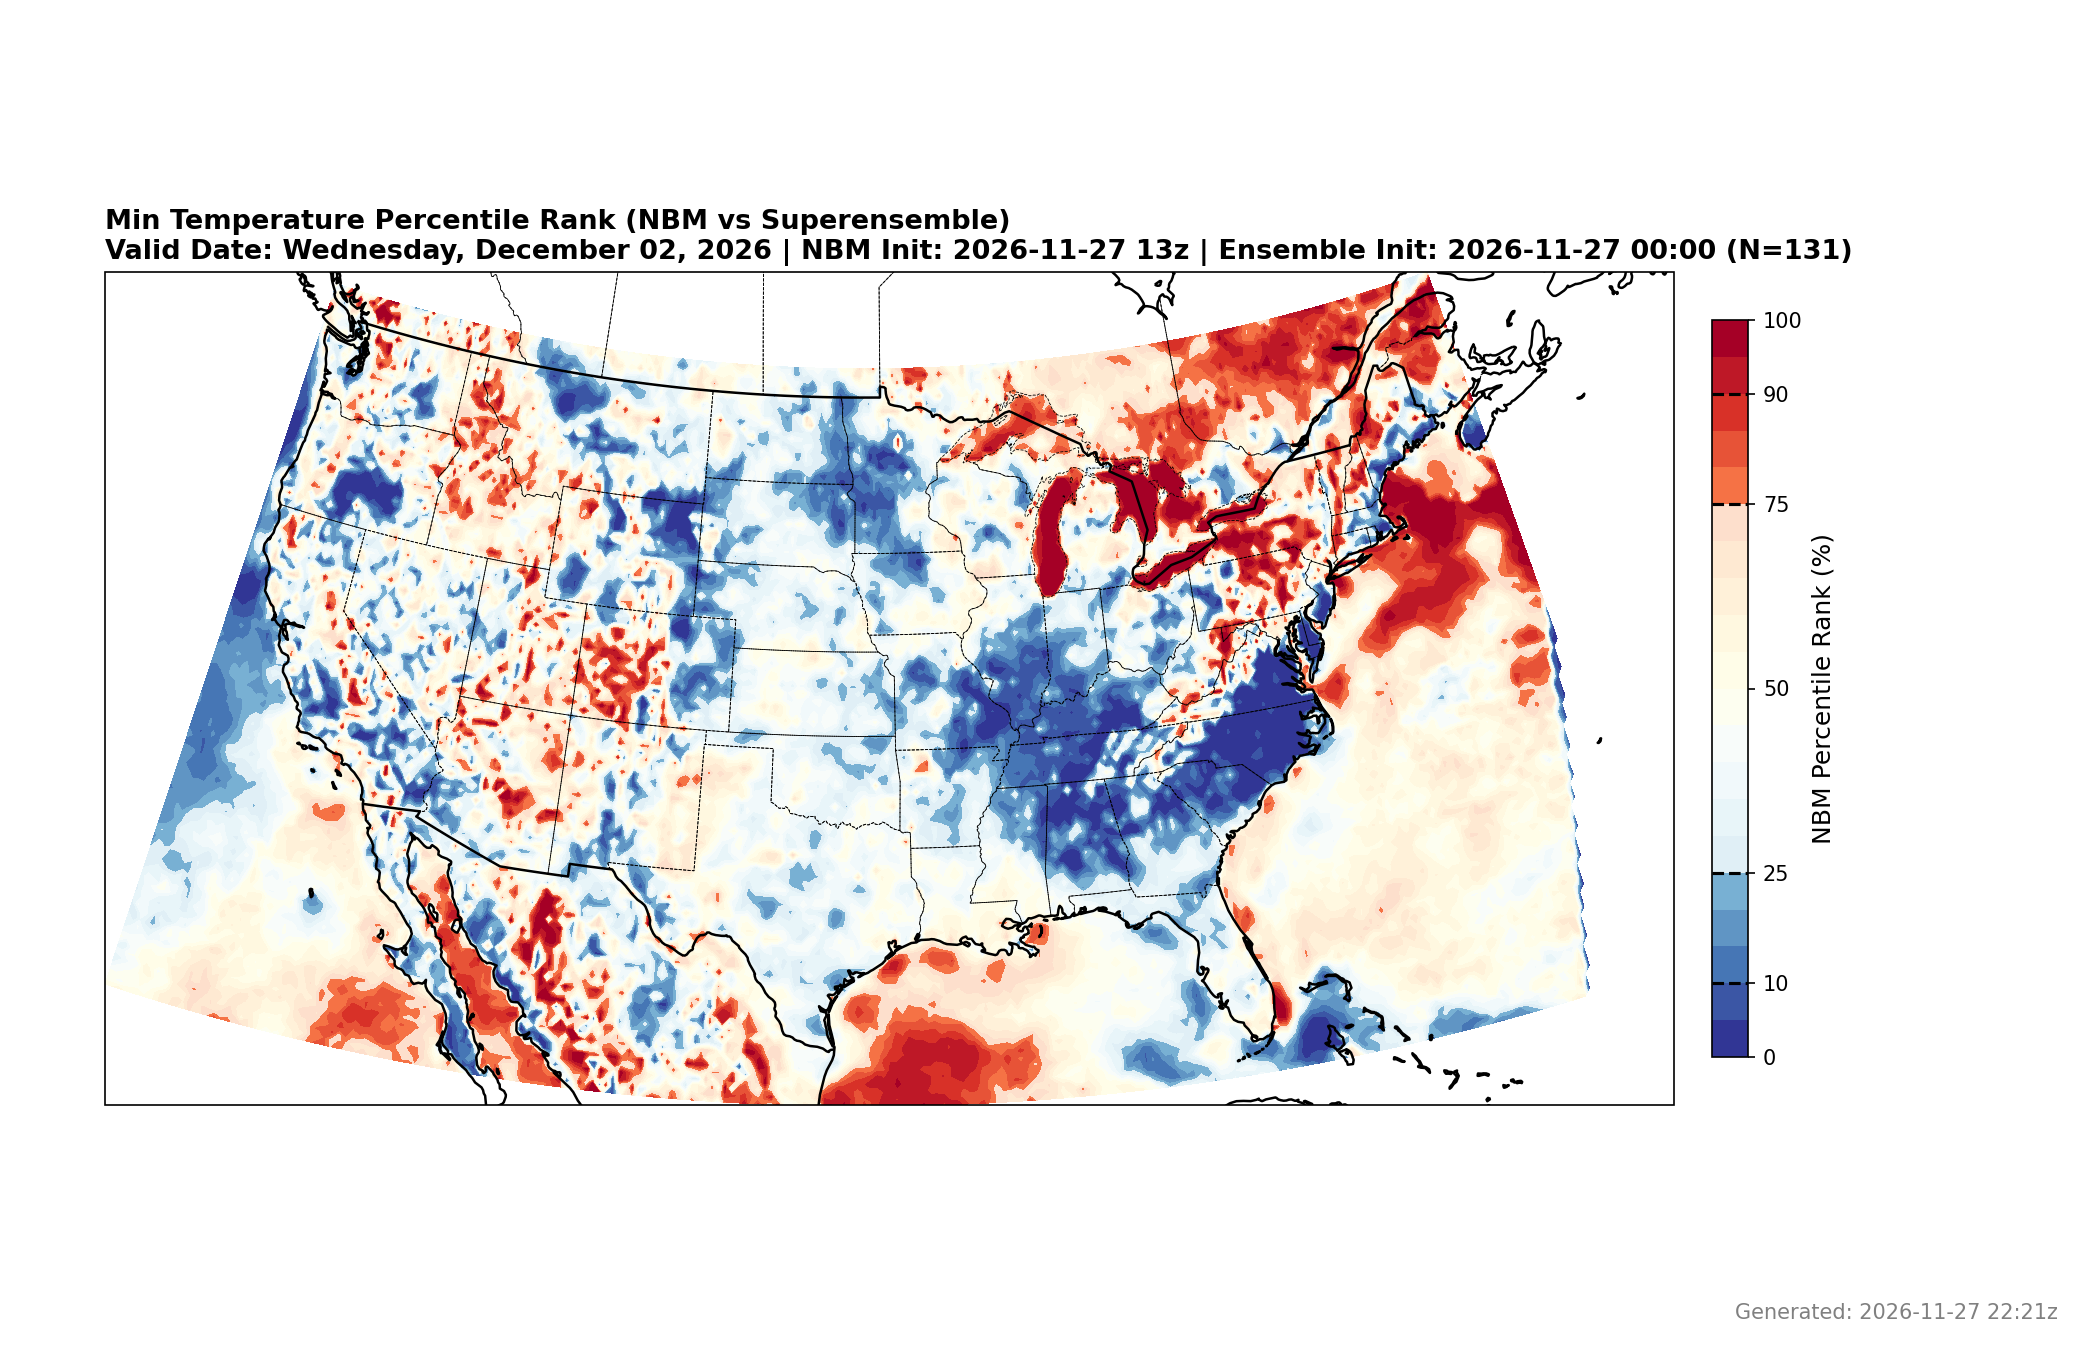 Min Temperature Percentile Rank (NBM vs Superensemble)
Valid Date: Wednesday, December 02, 2026 | NBM Init: 2026-11-27 13z | Ensemble Init: 2026-11-27 00:00 (N=131)
100
90
75
50
25
10
0
NBM Percentile Rank (%)
Generated: 2026-11-27 22:21z